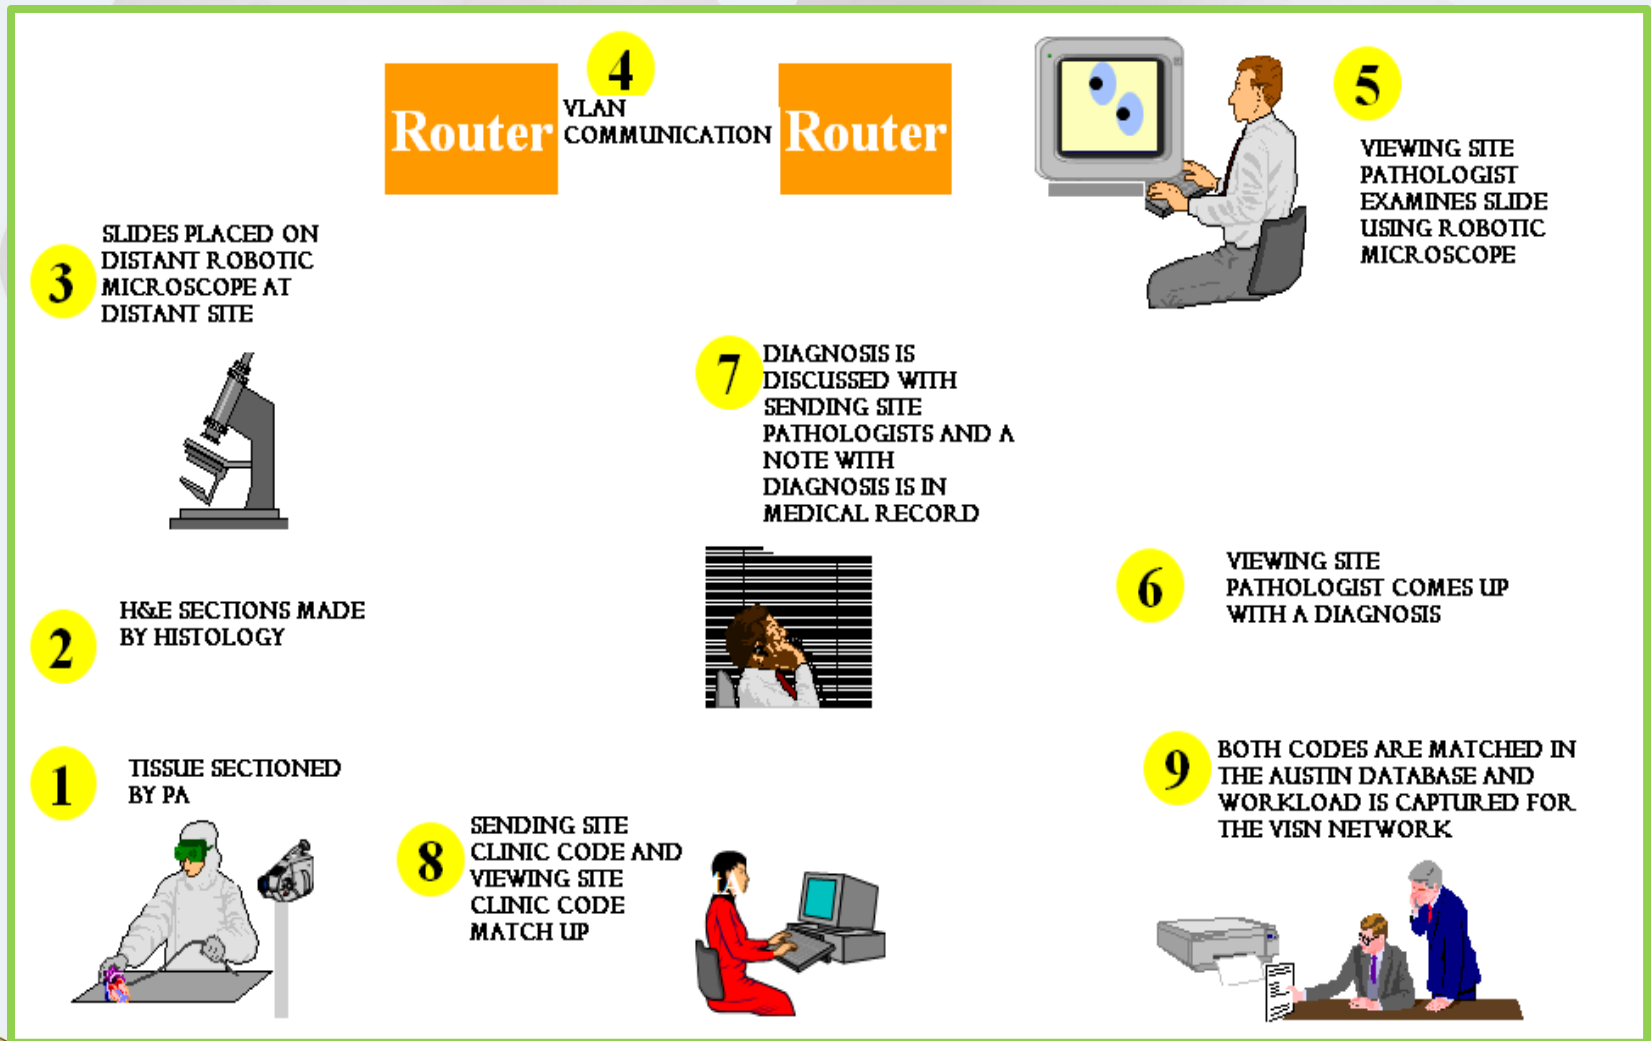 4
Router
VLAN
COMMUNICATION
Router
5
VIEWING SITE
PATHOLOGIST
EXAMINES SLIDE
USING ROBOTIC
MICROSCOPE
3
SLIDES PLACED ON
DISTANT ROBOTIC
MICROSCOPE AT
DISTANT SITE
7
DIAGNOSIS IS
DISCUSSED WITH
SENDING SITE
PATHOLOGISTS AND A
NOTE WITH
DIAGNOSIS IS IN
MEDICAL RECORD
6
VIEWING SITE
PATHOLOGIST COMES UP
WITH A DIAGNOSIS
2
H&E SECTIONS MADE
BY HISTOLOGY
1
TISSUE SECTIONED
BY PA
8
SENDING SITE
CLINIC CODE AND
VIEWING SITE
CLINIC CODE
MATCH UP
9
BOTH CODES ARE MATCHED IN
THE AUSTIN DATABASE AND
WORKLOAD IS CAPTURED FOR
THE VISN NETWORK